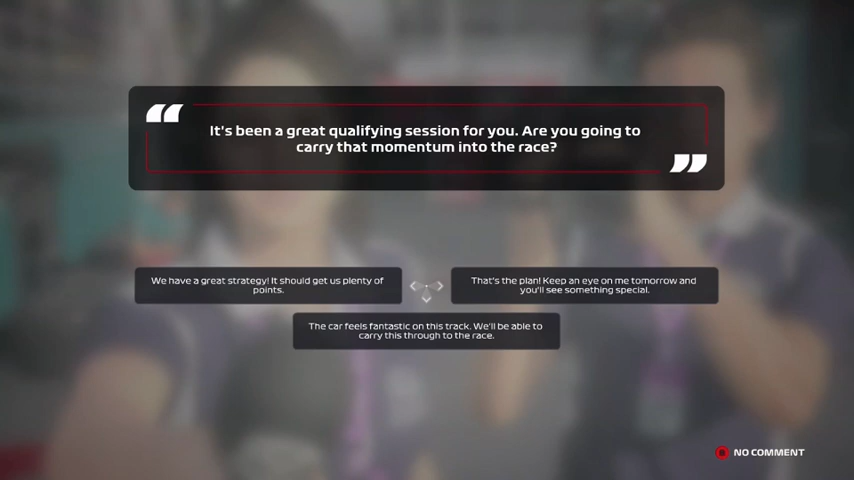 It's been a great qualifying session for you. Are you going to
carry that momentum into the race?
We have a great strategy! It should get us plenty of
points.
That's the plan! Keep an eye on me tomorrow and
you'll see something special.
The car feels fantastic on this track. We'll be able to
carry this through to the race.
NO COMMENT